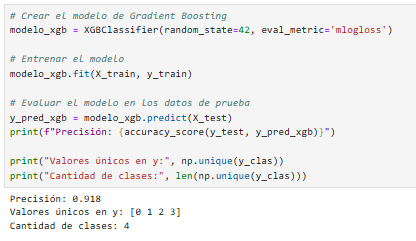 # Crear el modelo de Gradient Boosting
modelo_xgb = XGBClassifier(random_state=42, eval_metric='mlogloss')
# Entrenar el modelo
modelo_xgb.fit(X_train, y_train)
# Evaluar el modelo en los datos de prueba
y_pred_xgb = modelo_xgb.predict(X_test)
print(f"Precisión: {accuracy_score(y_test, y_pred_xgb)}")
print("Valores únicos en y:", np.unique(y_clas))
print("Cantidad de clases:", len(np.unique(y_clas)))
Precisión: 0.918
Valores únicos en y: [0 1 2 3]
Cantidad de clases: 4